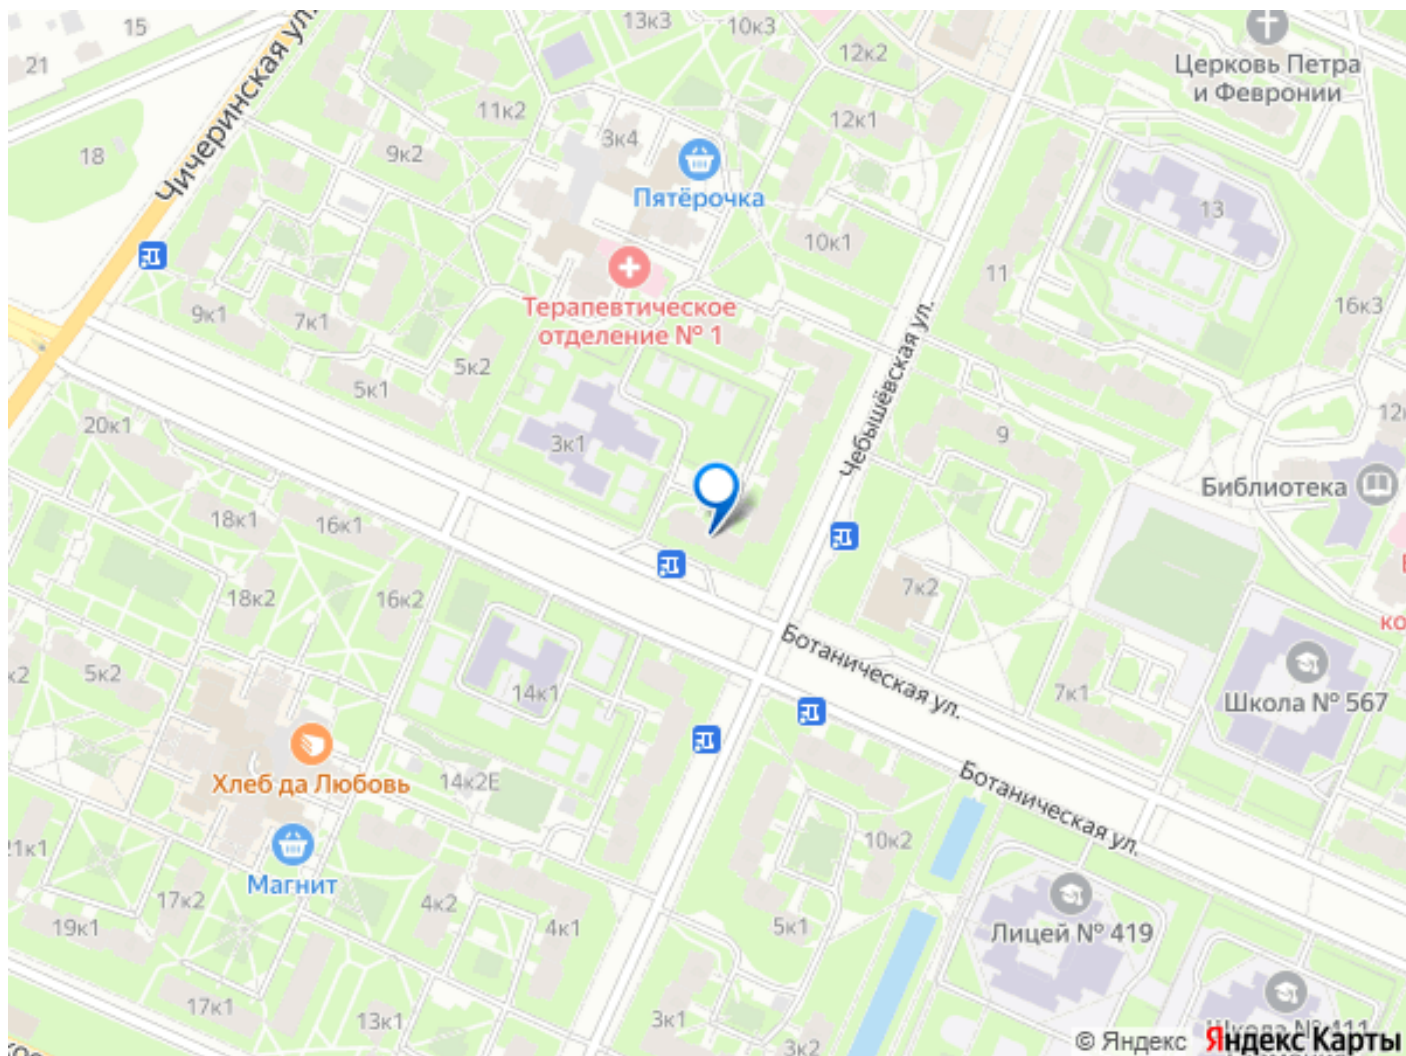 15
13к3
10к3
Церковь Петра
и Февронии
21
12к2
11к2
12к1
3к4
Чичеринская ул.
18
9к2
Пятёрочка
13
10к1
11
Терапевтическое
отделение № 1
16к3
9к1
7к1
5к2
5к1
Чебышёвская ул.
20к1
3к1
9
Библиотека
18к1
16к1
18к2
16к2
7к2
Ботаническая ул.
5к2
14к1
7к1
Школа № 567
Хлеб да Любовь
14к2Е
Ботаническая ул.
10к2
Магнит
4к2
17к2
19к1
4к1
5к1
Лицей № 419
17к1
13к1
3к1
3к2
Школа № 411
© Яндекс Яндекс Карты